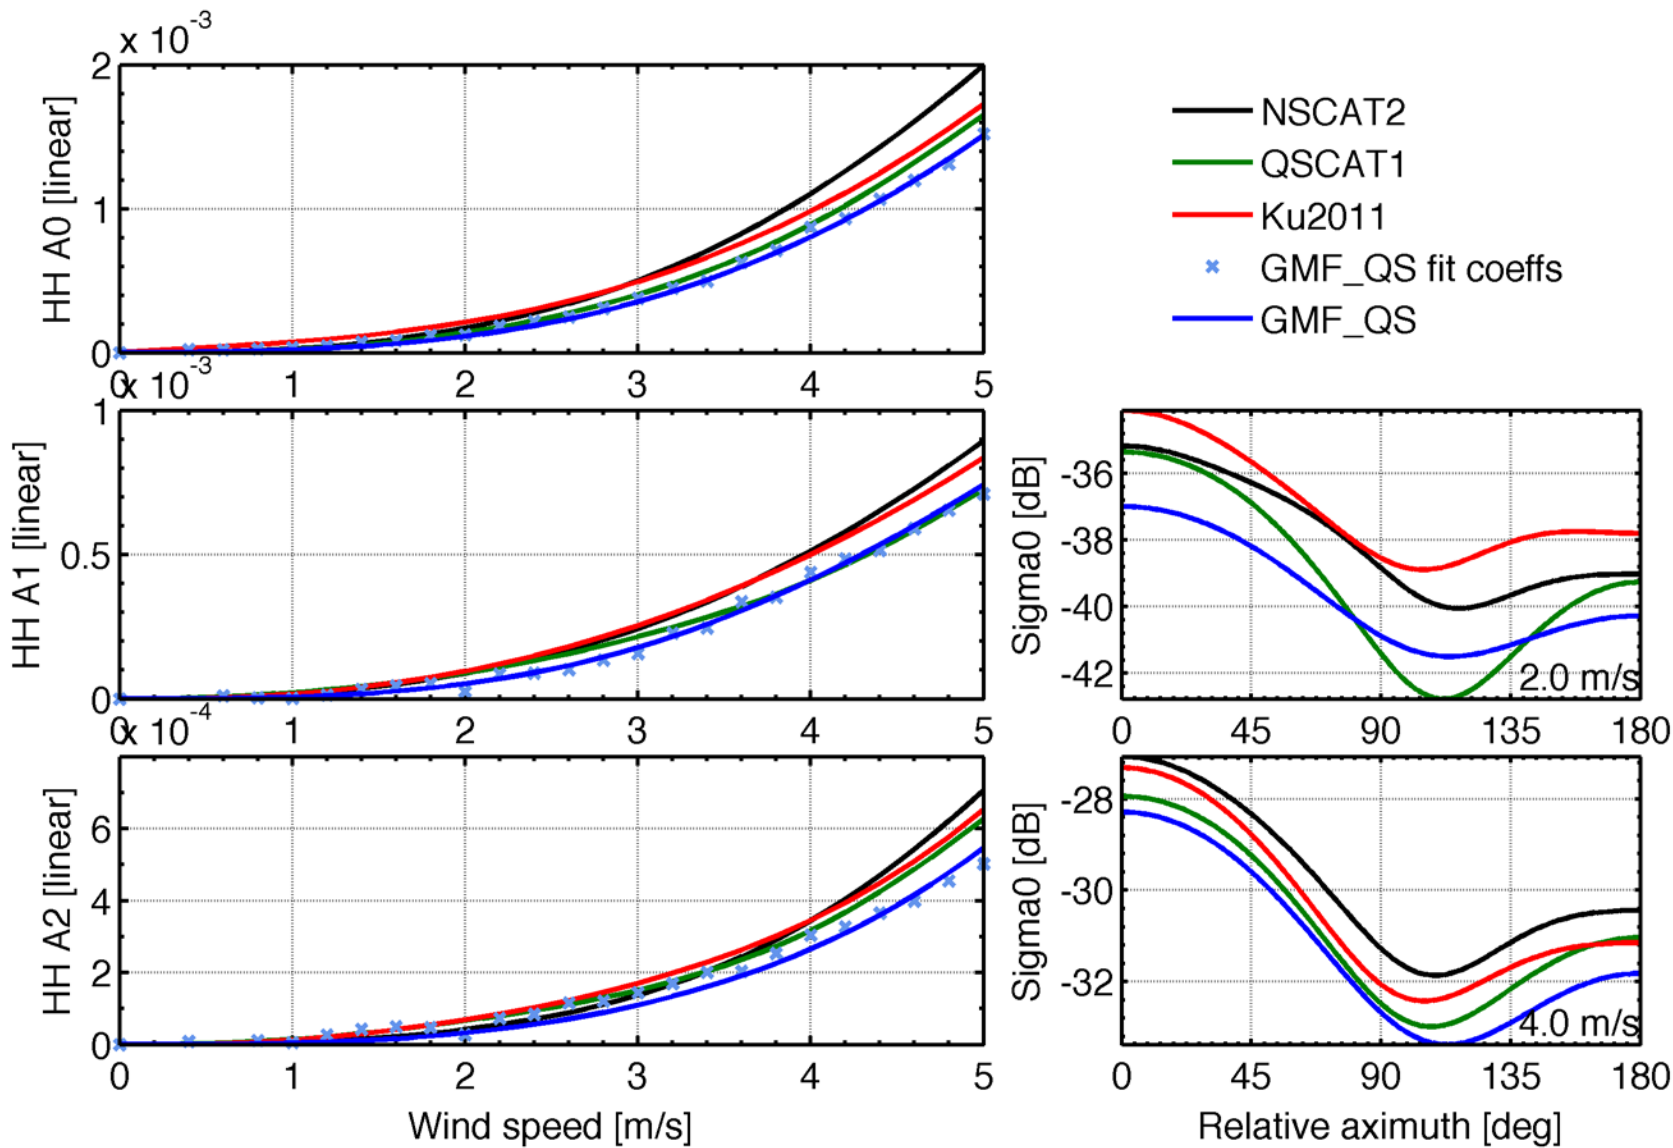 x 10-3
2
1
0
HH A0 [linear]
0 1 2 3 4 5
NSCAT2
QSCAT1
Ku2011
GMF_QS fit coeffs
GMF_QS
x 10-3
1
0.5
0
HH A1 [linear]
0 1 2 3 4 5
-36
-38
-40
-42
Sigma0 [dB]
2.0 m/s
0 45 90 135 180
x 10-4
6
4
2
0
HH A2 [linear]
0 1 2 3 4 5
Wind speed [m/s]
-28
-30
-32
Sigma0 [dB]
4.0 m/s
0 45 90 135 180
Relative aximuth [deg]